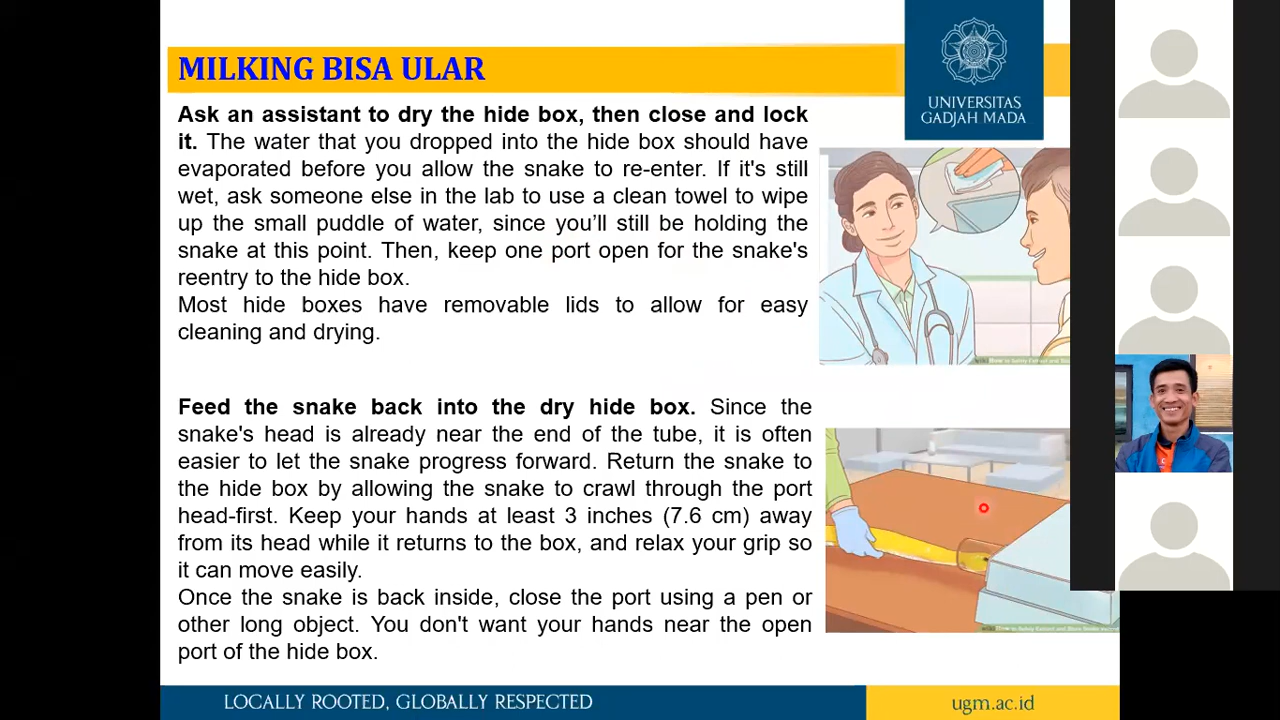 MILKING BISA ULAR
UNIVERSITAS
GADJAH MADA
Ask an assistant to dry the hide box, then close and lock
it. The water that you dropped into the hide box should have
evaporated before you allow the snake to re-enter. If it's still
wet, ask someone else in the lab to use a clean towel to wipe
up the small puddle of water, since you’ll still be holding the
snake at this point. Then, keep one port open for the snake's
reentry to the hide box.
Most hide boxes have removable lids to allow for easy
cleaning and drying.
Feed the snake back into the dry hide box. Since the
snake's head is already near the end of the tube, it is often
easier to let the snake progress forward. Return the snake to
the hide box by allowing the snake to crawl through the port
head-first. Keep your hands at least 3 inches (7.6 cm) away
from its head while it returns to the box, and relax your grip so
it can move easily.
Once the snake is back inside, close the port using a pen or
other long object. You don't want your hands near the open
port of the hide box.
LOCALLY ROOTED, GLOBALLY RESPECTED
ugm.ac.id